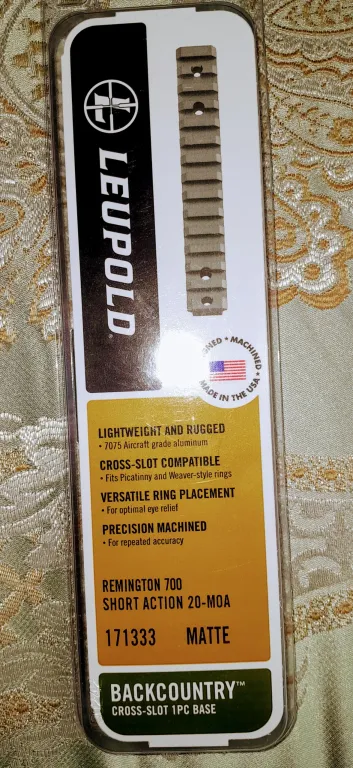 LEUPOLD
MACHINED
MADE IN THE USA
LIGHTWEIGHT AND RUGGED
• 7075 Aircraft grade aluminum
CROSS-SLOT COMPATIBLE
• Fits Picatinny and Weaver-style rings
VERSATILE RING PLACEMENT
• For optimal eye relief
PRECISION MACHINED
• For repeated accuracy
REMINGTON 700
SHORT ACTION 20-MOA
171333 MATTE
BACKCOUNTRY™
CROSS-SLOT 1PC BASE